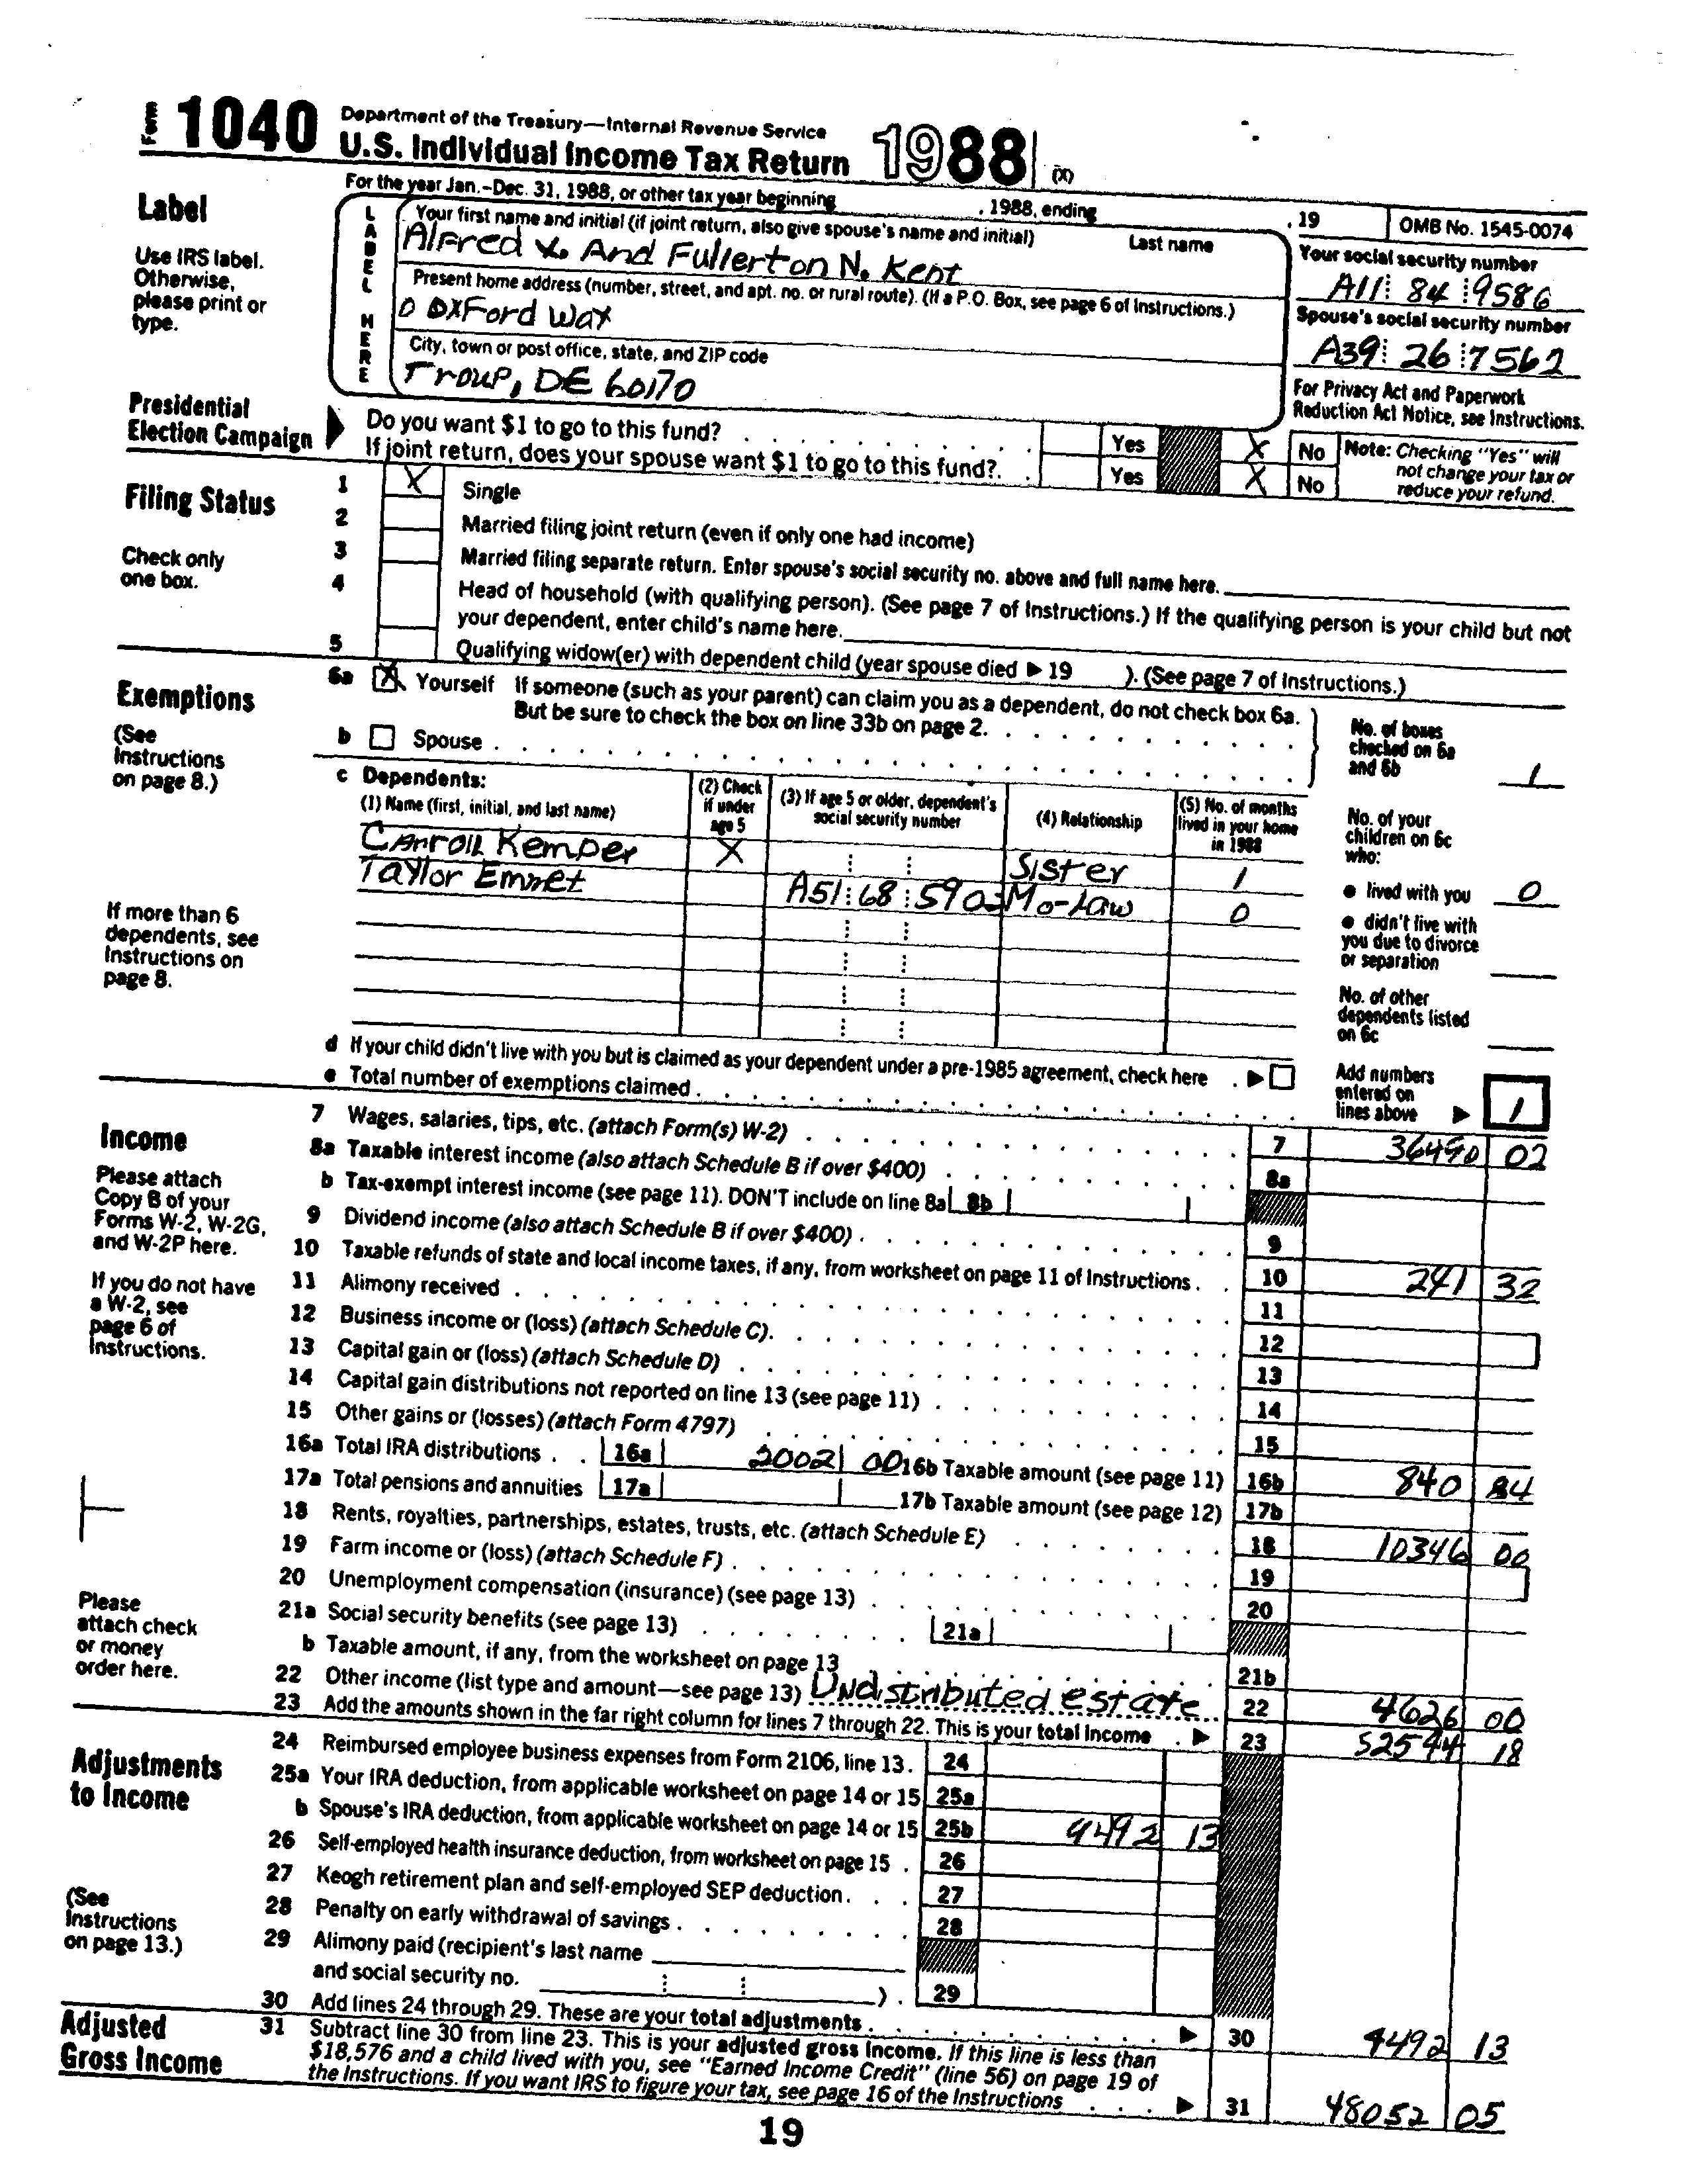 Form 1040 Department of the Treasury—Internal Revenue Service
U.S. Individual Income Tax Return 1988 (X)
For the year Jan.-Dec. 31, 1988, or other tax year beginning , 1988, ending , 19 OMB No. 1545-0074
Label
Use IRS label.
Otherwise,
please print or
type.
LABEL HERE
Your first name and initial (if joint return, also give spouse's name and initial) Last name
Alfred X. And Fullerton N. Kent
Your social security number
A11 84 9586
Present home address (number, street, and apt. no. or rural route). (If a P.O. Box, see page 6 of Instructions.)
0 OXFord Wax
Spouse's social security number
A39 26 7562
City, town or post office, state, and ZIP code
Troup, DE 60170
For Privacy Act and Paperwork
Reduction Act Notice, see Instructions.
Presidential
Election Campaign
Do you want $1 to go to this fund? Yes X No
If joint return, does your spouse want $1 to go to this fund? Yes X No
Note: Checking "Yes" will
not change your tax or
reduce your refund.
Filing Status
Check only
one box.
1 X Single
2 Married filing joint return (even if only one had income)
3 Married filing separate return. Enter spouse's social security no. above and full name here.
4 Head of household (with qualifying person). (See page 7 of Instructions.) If the qualifying person is your child but not
your dependent, enter child's name here.
5 Qualifying widow(er) with dependent child (year spouse died ▶ 19 ). (See page 7 of Instructions.)
Exemptions
(See
Instructions
on page 8.)
6a X Yourself If someone (such as your parent) can claim you as a dependent, do not check box 6a.
But be sure to check the box on line 33b on page 2.
b Spouse
No. of boxes
checked on 6a
and 6b 1
c Dependents:
(1) Name (first, initial, and last name)
(2) Check
if under
age 5
(3) If age 5 or older, dependent's
social security number
(4) Relationship
(5) No. of months
lived in your home
in 1988
Carroll Kemper X Sister 1
Taylor Emmet A51 68 590 Mo-Law 0
If more than 6
dependents, see
Instructions on
page 8.
No. of your
children on 6c
who:
● lived with you 0
● didn't live with
you due to divorce
or separation
No. of other
dependents listed
on 6c
d If your child didn't live with you but is claimed as your dependent under a pre-1985 agreement, check here ▶
e Total number of exemptions claimed
Add numbers
entered on
lines above ▶ 1
Income
Please attach
Copy B of your
Forms W-2, W-2G,
and W-2P here.
If you do not have
a W-2, see
page 6 of
Instructions.
7 Wages, salaries, tips, etc. (attach Form(s) W-2) 7 36490 02
8a Taxable interest income (also attach Schedule B if over $400) 8a
b Tax-exempt interest income (see page 11). DON'T include on line 8a 8b
9 Dividend income (also attach Schedule B if over $400) 9
10 Taxable refunds of state and local income taxes, if any, from worksheet on page 11 of Instructions 10 241 32
11 Alimony received 11
12 Business income or (loss) (attach Schedule C) 12
13 Capital gain or (loss) (attach Schedule D) 13
14 Capital gain distributions not reported on line 13 (see page 11) 14
15 Other gains or (losses) (attach Form 4797) 15
16a Total IRA distributions 16a 2002 00 16b Taxable amount (see page 11) 16b 840 84
17a Total pensions and annuities 17a 17b Taxable amount (see page 12) 17b
18 Rents, royalties, partnerships, estates, trusts, etc. (attach Schedule E) 18 10346 00
19 Farm income or (loss) (attach Schedule F) 19
20 Unemployment compensation (insurance) (see page 13) 20
21a Social security benefits (see page 13) 21a
b Taxable amount, if any, from the worksheet on page 13 21b
22 Other income (list type and amount—see page 13) Undistributed estate 22 4626 00
23 Add the amounts shown in the far right column for lines 7 through 22. This is your total income ▶ 23 52544 18
Please
attach check
or money
order here.
Adjustments
to Income
(See
Instructions
on page 13.)
24 Reimbursed employee business expenses from Form 2106, line 13 24
25a Your IRA deduction, from applicable worksheet on page 14 or 15 25a
b Spouse's IRA deduction, from applicable worksheet on page 14 or 15 25b 4492 13
26 Self-employed health insurance deduction, from worksheet on page 15 26
27 Keogh retirement plan and self-employed SEP deduction 27
28 Penalty on early withdrawal of savings 28
29 Alimony paid (recipient's last name
and social security no. ) 29
30 Add lines 24 through 29. These are your total adjustments ▶ 30 4492 13
Adjusted
Gross Income
31 Subtract line 30 from line 23. This is your adjusted gross income. If this line is less than
$18,576 and a child lived with you, see "Earned Income Credit" (line 56) on page 19 of
the Instructions. If you want IRS to figure your tax, see page 16 of the Instructions ▶ 31 48052 05
19